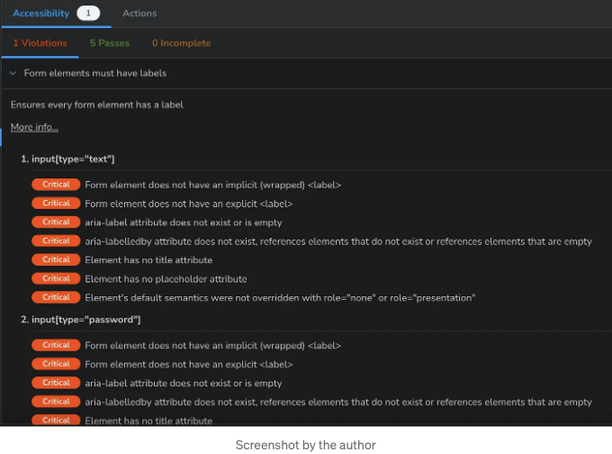 Accessibility 1 Actions
1 Violations 5 Passes 0 Incomplete
Form elements must have labels
Ensures every form element has a label
More info...
1. input[type="text"]
Critical Form element does not have an implicit (wrapped) <label>
Critical Form element does not have an explicit <label>
Critical aria-label attribute does not exist or is empty
Critical aria-labelledby attribute does not exist, references elements that do not exist or references elements that are empty
Critical Element has no title attribute
Critical Element has no placeholder attribute
Critical Element's default semantics were not overridden with role="none" or role="presentation"
2. input[type="password"]
Critical Form element does not have an implicit (wrapped) <label>
Critical Form element does not have an explicit <label>
Critical aria-label attribute does not exist or is empty
Critical aria-labelledby attribute does not exist, references elements that do not exist or references elements that are empty
Critical Element has no title attribute
Screenshot by the author